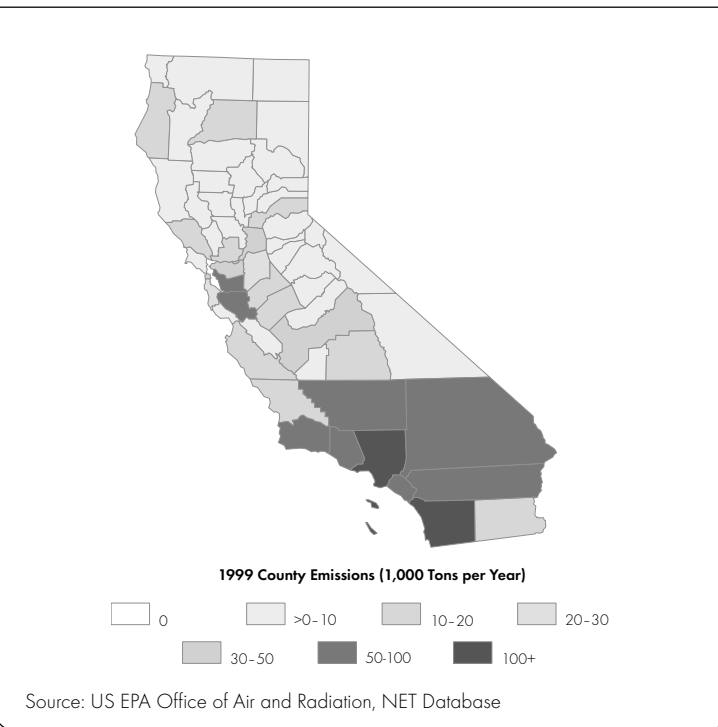 1999 County Emissions (1,000 Tons per Year)
0 >0–10 10–20 20–30
30–50 50-100 100+
Source: US EPA Office of Air and Radiation, NET Database